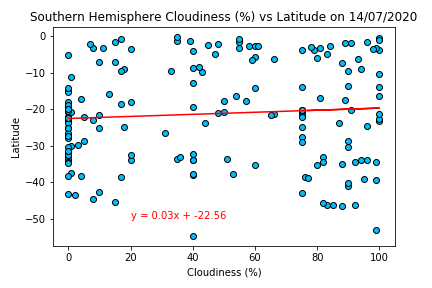 Southern Hemisphere Cloudiness (%) vs Latitude on 14/07/2020
0
−10
−20
−30
−40
−50
Latitude
y = 0.03x + -22.56
0 20 40 60 80 100
Cloudiness (%)